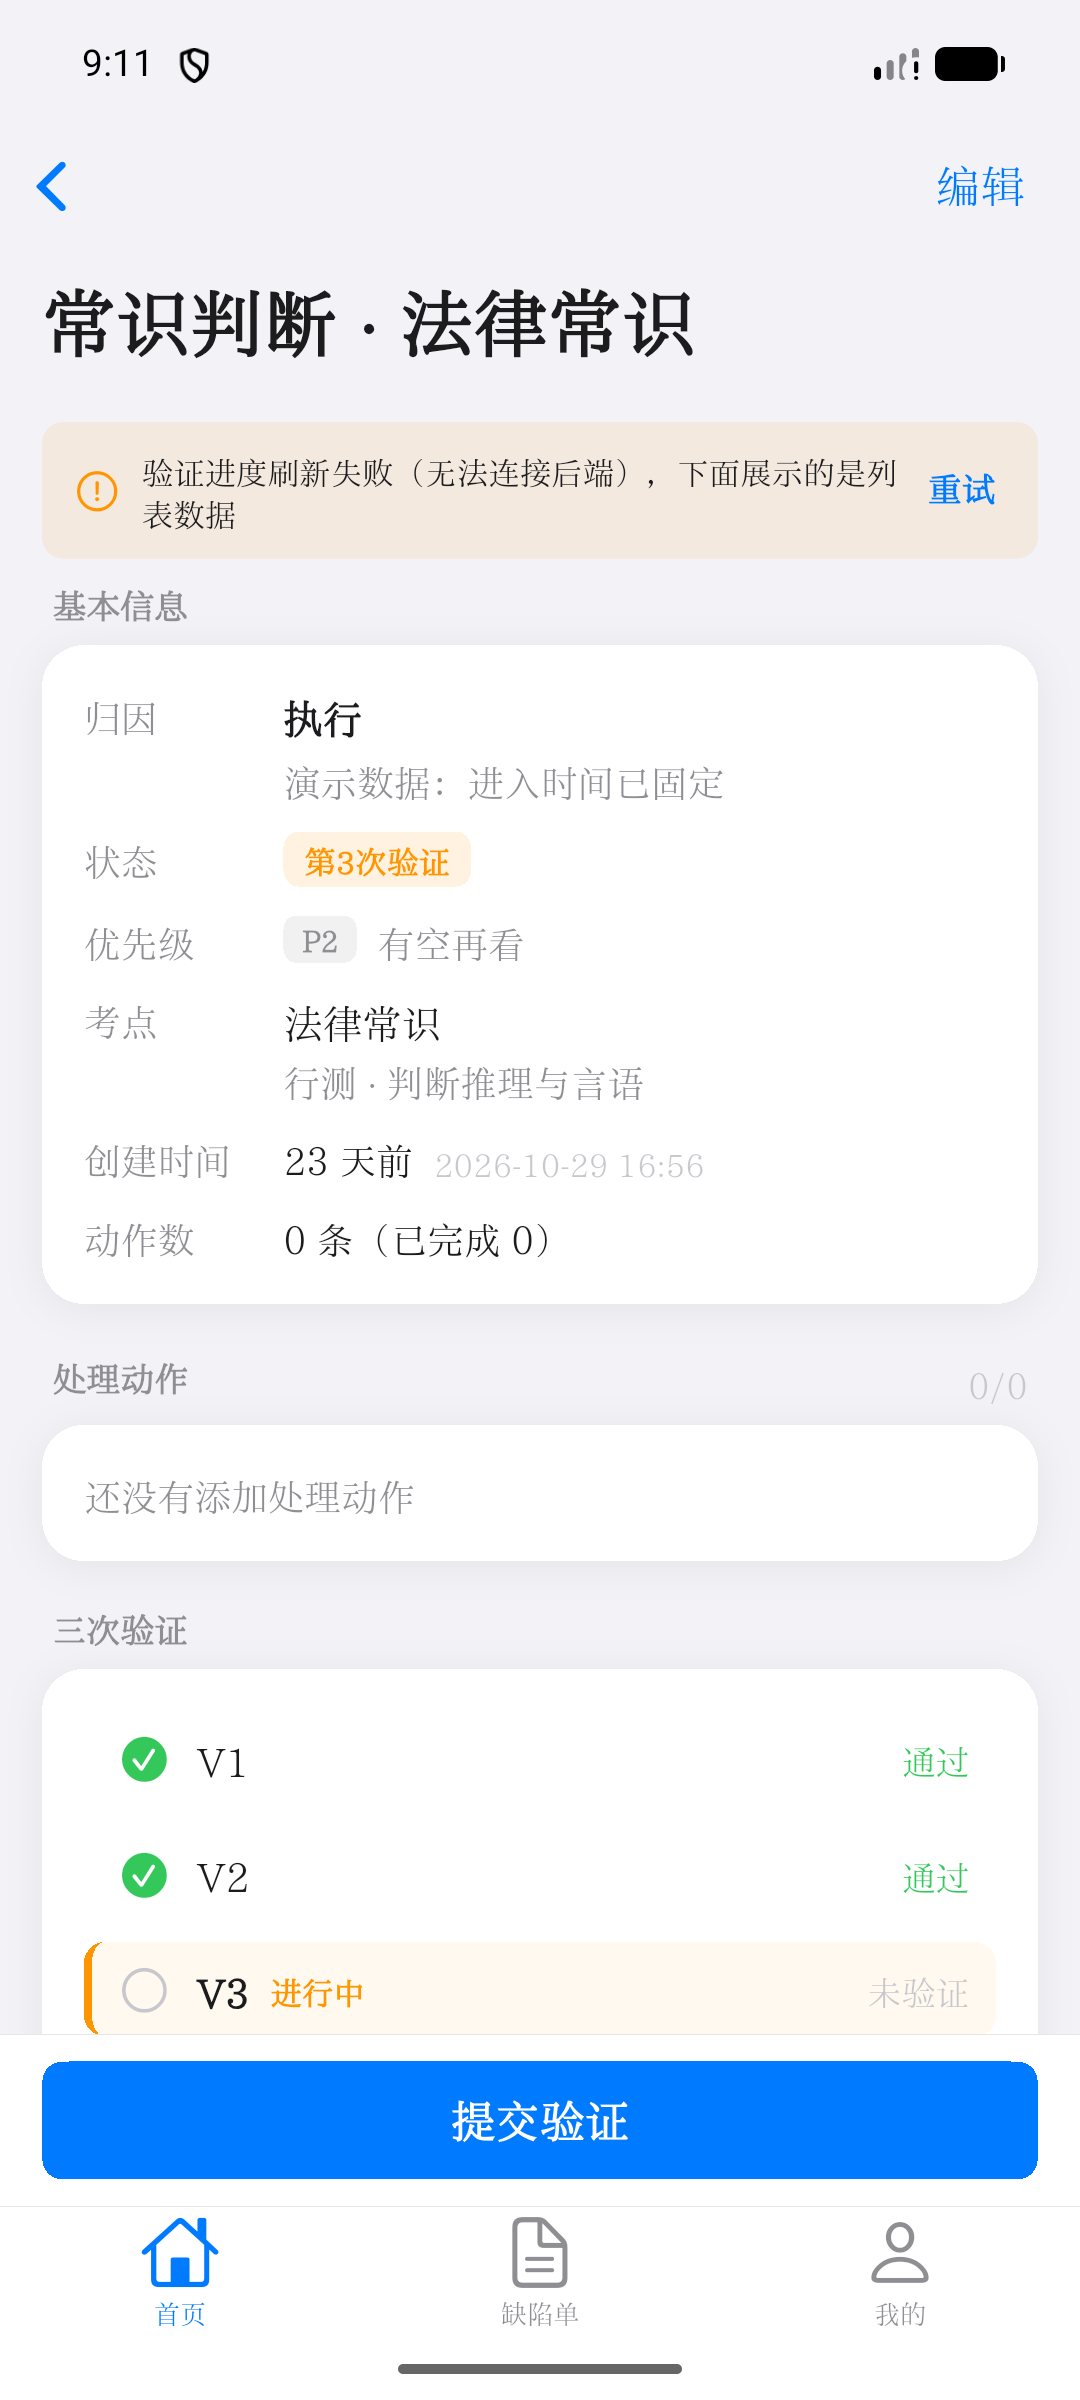 9:11
编辑
常识判断 · 法律常识
验证进度刷新失败（无法连接后端），下面展示的是列
表数据
重试
基本信息
归因 执行
演示数据：进入时间已固定
状态 第3次验证
优先级 P2 有空再看
考点 法律常识
行测 · 判断推理与言语
创建时间 23 天前 2026-10-29 16:56
动作数 0 条（已完成 0）
处理动作 0/0
还没有添加处理动作
三次验证
V1 通过
V2 通过
V3 进行中 未验证
提交验证
首页 缺陷单 我的